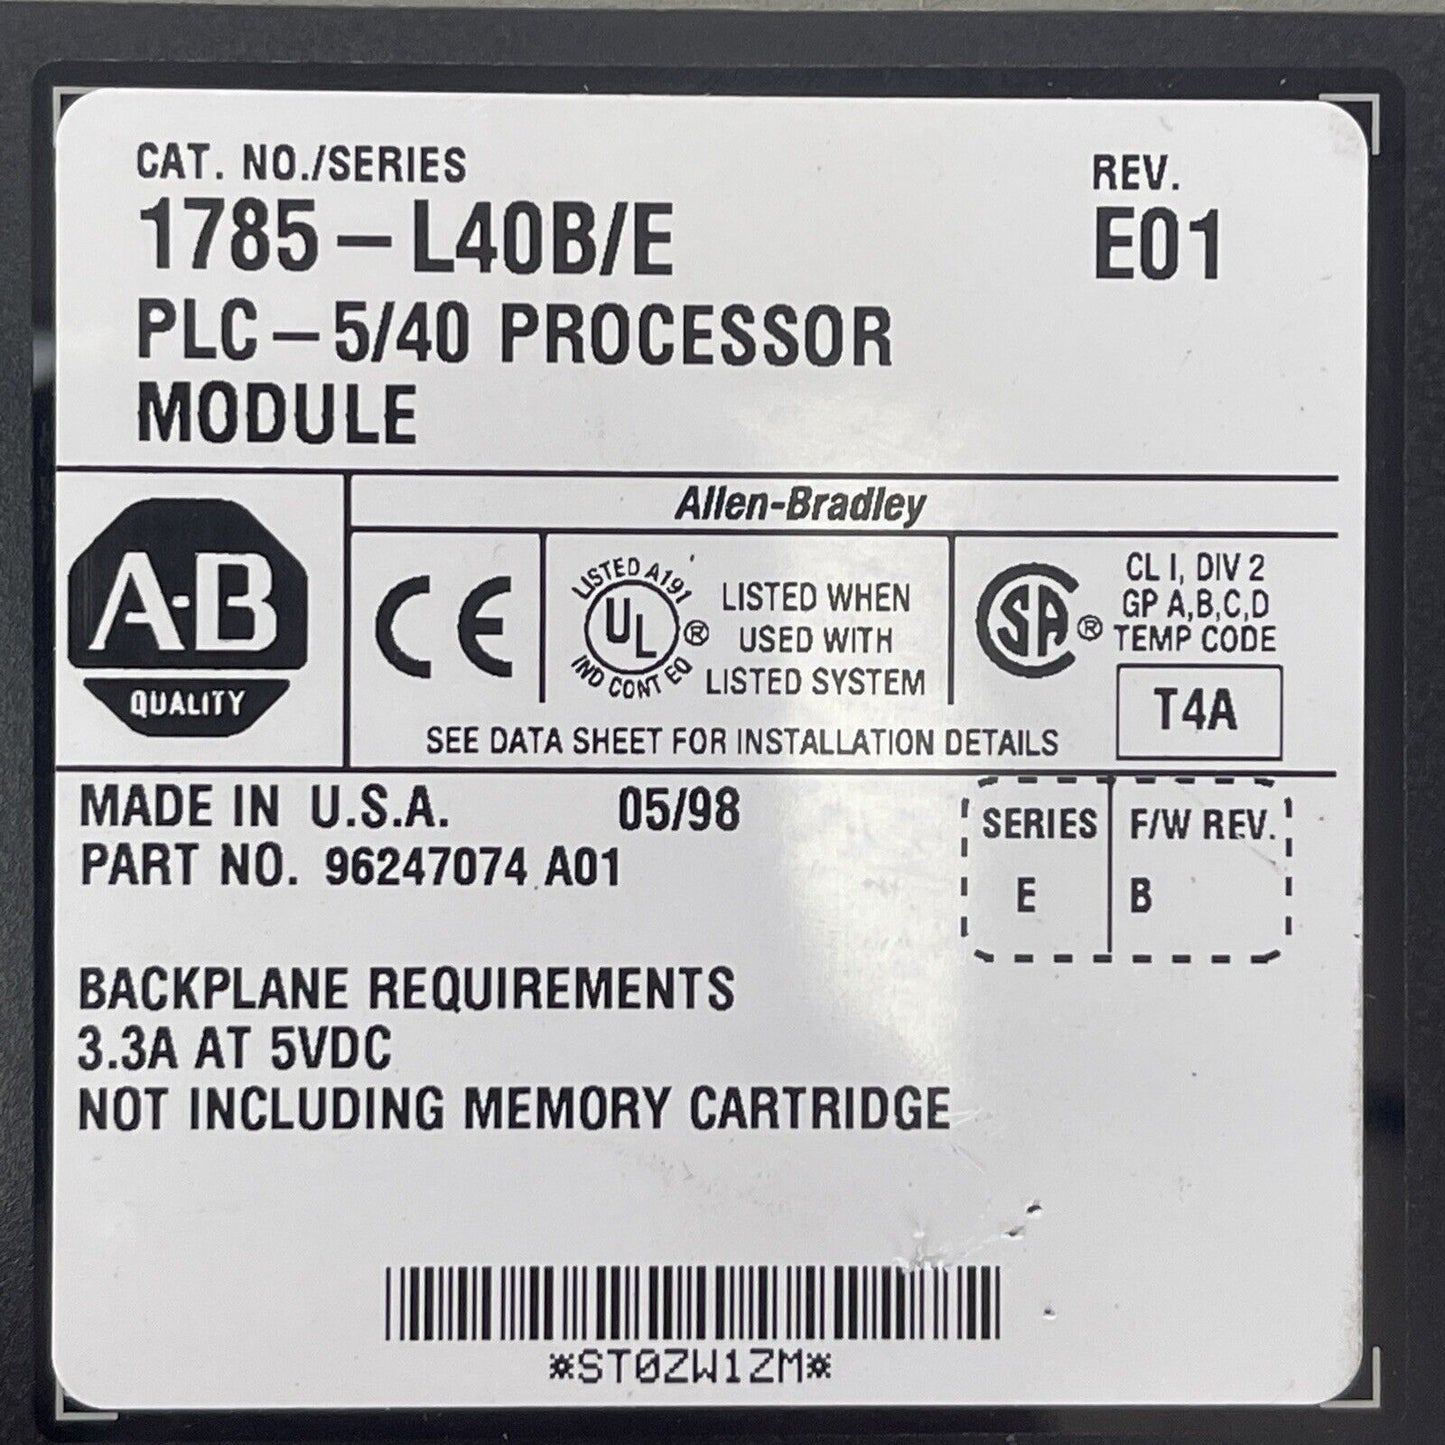 CAT. NO./SERIES
REV.
1785-L40B/E
E01
PLC-5/40 PROCESSOR
MODULE
Allen-Bradley
A-B
QUALITY
CE
LISTED A191
UL ®
IND CONT EQ
LISTED WHEN
USED WITH
LISTED SYSTEM
SA ®
CL I, DIV 2
GP A,B,C,D
TEMP CODE
T4A
SEE DATA SHEET FOR INSTALLATION DETAILS
MADE IN U.S.A. 05/98
PART NO. 96247074 A01
SERIES F/W REV.
E B
BACKPLANE REQUIREMENTS
3.3A AT 5VDC
NOT INCLUDING MEMORY CARTRIDGE
*ST0ZW1ZM*